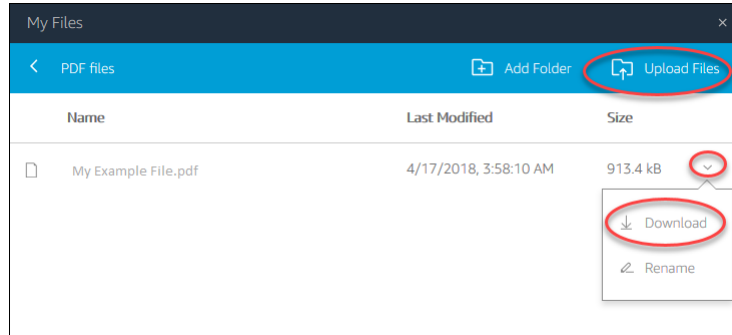 My Files
PDF files Add Folder Upload Files
Name Last Modified Size
My Example File.pdf 4/17/2018, 3:58:10 AM 913.4 kB
Download
Rename